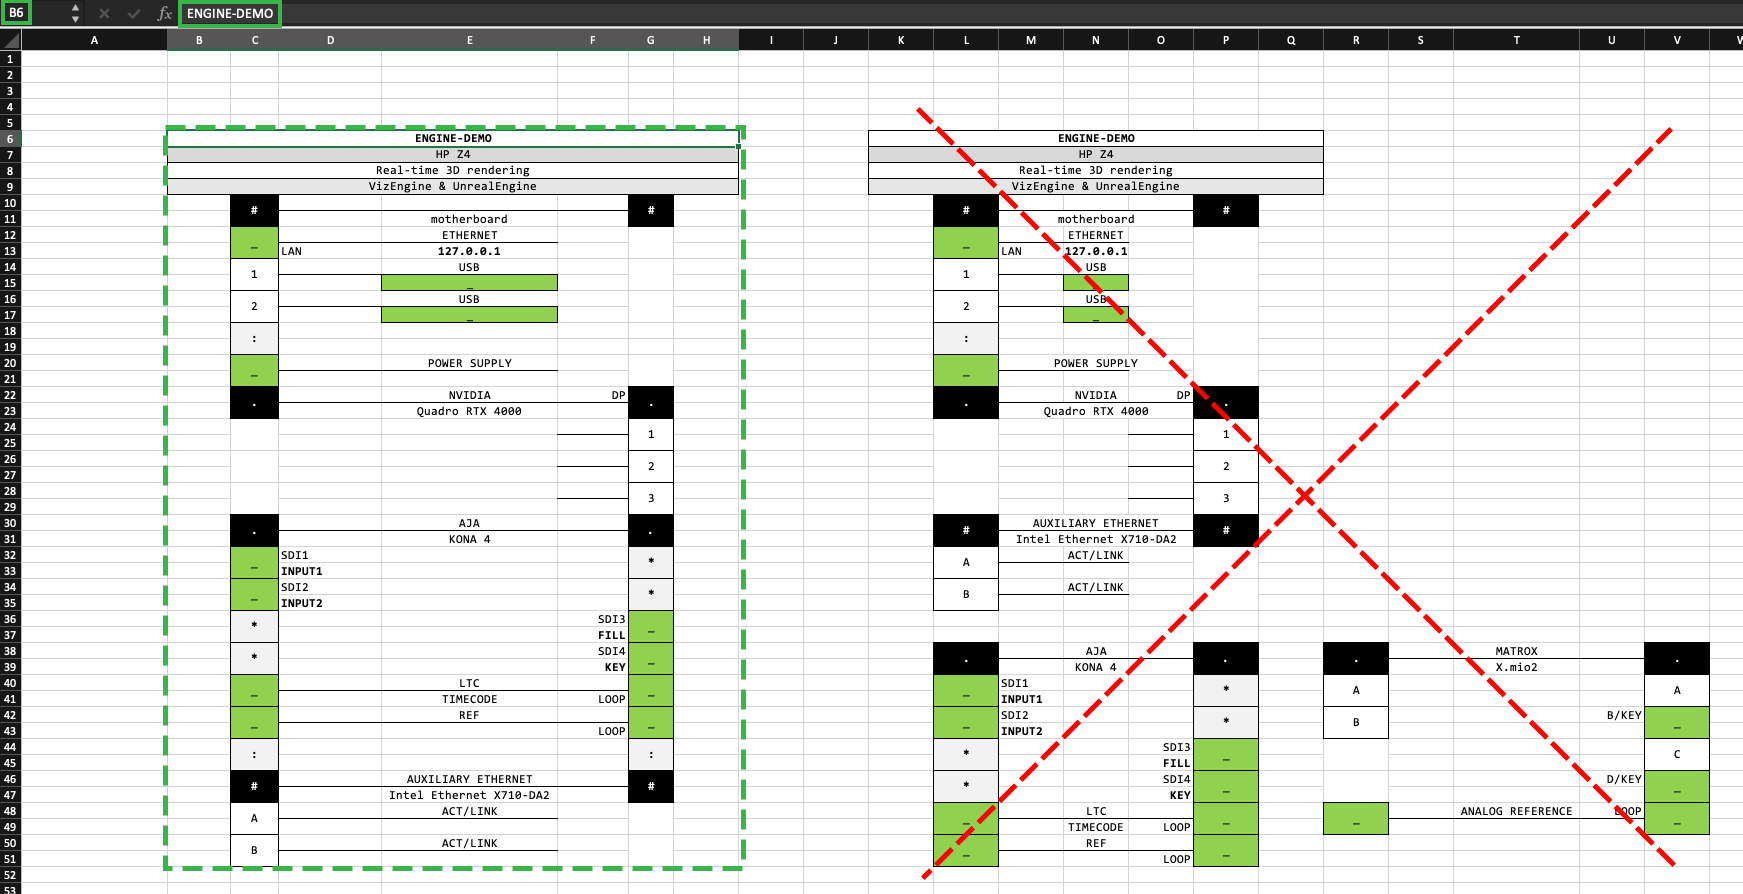 B6 fx ENGINE-DEMO
A B C D E F G H I J K L M N O P Q R S T U V W
1
2
3
4
5
6 ENGINE-DEMO ENGINE-DEMO
7 HP Z4 HP Z4
8 Real-time 3D rendering Real-time 3D rendering
9 VizEngine & UnrealEngine VizEngine & UnrealEngine
10 # # # #
11 motherboard motherboard
12 _ ETHERNET _ ETHERNET
13 LAN 127.0.0.1 LAN 127.0.0.1
14 1 USB 1 USB
15 _ _
16 2 USB 2 USB
17 _ _
18 : :
19
20 _ POWER SUPPLY _ POWER SUPPLY
21
22 . NVIDIA DP . . NVIDIA DP .
23 Quadro RTX 4000 Quadro RTX 4000
24 1 1
25
26 2 2
27
28 3 3
29
30 . AJA . # AUXILIARY ETHERNET #
31 KONA 4 Intel Ethernet X710-DA2
32 _ SDI1 * A ACT/LINK
33 INPUT1
34 _ SDI2 * B ACT/LINK
35 INPUT2
36 * SDI3 _
37 FILL
38 * SDI4 _ . AJA . . MATROX .
39 KEY KONA 4 X.mio2
40 _ LTC _ _ SDI1 * A A
41 TIMECODE LOOP INPUT1
42 _ REF _ _ SDI2 * B B/KEY _
43 LOOP INPUT2
44 : : * SDI3 _ C
45 FILL
46 # AUXILIARY ETHERNET # * SDI4 _ D/KEY _
47 Intel Ethernet X710-DA2 KEY
48 A ACT/LINK _ LTC _ _ ANALOG REFERENCE LOOP _
49 TIMECODE LOOP
50 B ACT/LINK _ REF _
51 LOOP
52
53